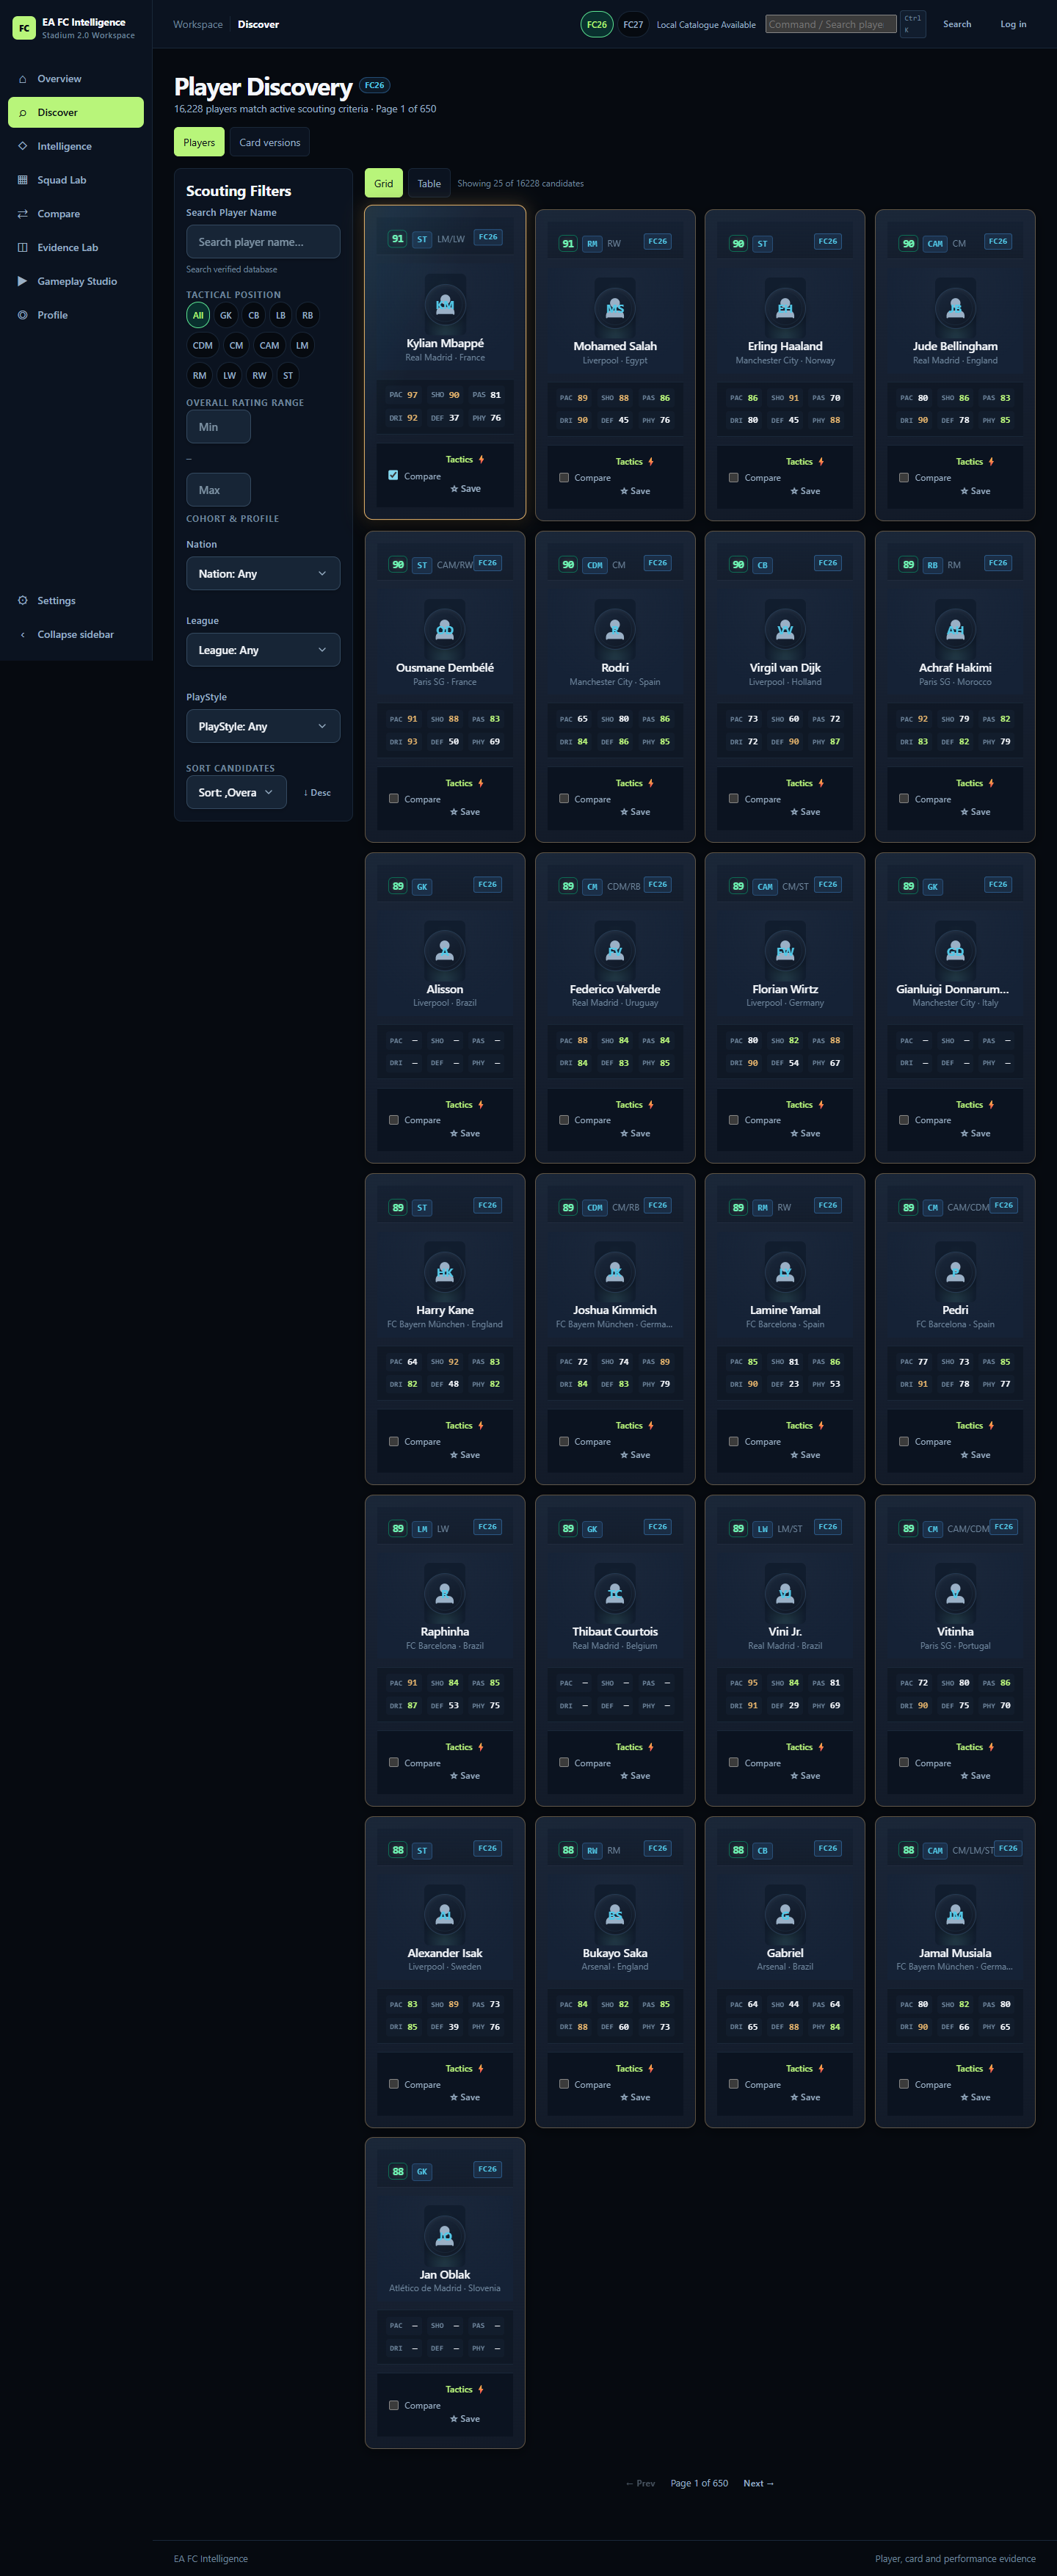 FC
EA FC Intelligence
Stadium 2.0 Workspace
Overview
Discover
Intelligence
Squad Lab
Compare
Evidence Lab
Gameplay Studio
Profile
Settings
Collapse sidebar
Workspace
Discover
FC26
FC27
Local Catalogue Available
Command / Search playe
Ctrl K
Search
Log in
Player Discovery FC26
16,228 players match active scouting criteria · Page 1 of 650
Players
Card versions
Scouting Filters
Search Player Name
Search player name...
Search verified database
TACTICAL POSITION
All GK CB LB RB
CDM CM CAM LM
RM LW RW ST
OVERALL RATING RANGE
Min
–
Max
COHORT & PROFILE
Nation
Nation: Any
League
League: Any
PlayStyle
PlayStyle: Any
SORT CANDIDATES
Sort: ,Overa
↓ Desc
Grid
Table
Showing 25 of 16228 candidates
91 ST LM/LW FC26
Kylian Mbappé
Real Madrid · France
PAC 97 SHO 90 PAS 81
DRI 92 DEF 37 PHY 76
Tactics
Compare
☆ Save
91 RM RW FC26
Mohamed Salah
Liverpool · Egypt
PAC 89 SHO 88 PAS 86
DRI 90 DEF 45 PHY 76
Tactics
Compare
☆ Save
90 ST FC26
Erling Haaland
Manchester City · Norway
PAC 86 SHO 91 PAS 70
DRI 80 DEF 45 PHY 88
Tactics
Compare
☆ Save
90 CAM CM FC26
Jude Bellingham
Real Madrid · England
PAC 80 SHO 86 PAS 83
DRI 90 DEF 78 PHY 85
Tactics
Compare
☆ Save
90 ST CAM/RW FC26
Ousmane Dembélé
Paris SG · France
PAC 91 SHO 88 PAS 83
DRI 93 DEF 50 PHY 69
Tactics
Compare
☆ Save
90 CDM CM FC26
Rodri
Manchester City · Spain
PAC 65 SHO 80 PAS 86
DRI 84 DEF 86 PHY 85
Tactics
Compare
☆ Save
90 CB FC26
Virgil van Dijk
Liverpool · Holland
PAC 73 SHO 60 PAS 72
DRI 72 DEF 90 PHY 87
Tactics
Compare
☆ Save
89 RB RM FC26
Achraf Hakimi
Paris SG · Morocco
PAC 92 SHO 79 PAS 82
DRI 83 DEF 82 PHY 79
Tactics
Compare
☆ Save
89 GK FC26
Alisson
Liverpool · Brazil
PAC – SHO – PAS –
DRI – DEF – PHY –
Tactics
Compare
☆ Save
89 CM CDM/RB FC26
Federico Valverde
Real Madrid · Uruguay
PAC 88 SHO 84 PAS 84
DRI 84 DEF 83 PHY 85
Tactics
Compare
☆ Save
89 CAM CM/ST FC26
Florian Wirtz
Liverpool · Germany
PAC 80 SHO 82 PAS 88
DRI 90 DEF 54 PHY 67
Tactics
Compare
☆ Save
89 GK FC26
Gianluigi Donnarum...
Manchester City · Italy
PAC – SHO – PAS –
DRI – DEF – PHY –
Tactics
Compare
☆ Save
89 ST FC26
Harry Kane
FC Bayern München · England
PAC 64 SHO 92 PAS 83
DRI 82 DEF 48 PHY 82
Tactics
Compare
☆ Save
89 CDM CM/RB FC26
Joshua Kimmich
FC Bayern München · Germa...
PAC 72 SHO 74 PAS 89
DRI 84 DEF 83 PHY 79
Tactics
Compare
☆ Save
89 RM RW FC26
Lamine Yamal
FC Barcelona · Spain
PAC 85 SHO 81 PAS 86
DRI 90 DEF 23 PHY 53
Tactics
Compare
☆ Save
89 CM CAM/CDM FC26
Pedri
FC Barcelona · Spain
PAC 77 SHO 73 PAS 85
DRI 91 DEF 78 PHY 77
Tactics
Compare
☆ Save
89 LM LW FC26
Raphinha
FC Barcelona · Brazil
PAC 91 SHO 84 PAS 85
DRI 87 DEF 53 PHY 75
Tactics
Compare
☆ Save
89 GK FC26
Thibaut Courtois
Real Madrid · Belgium
PAC – SHO – PAS –
DRI – DEF – PHY –
Tactics
Compare
☆ Save
89 LW LM/ST FC26
Vini Jr.
Real Madrid · Brazil
PAC 95 SHO 84 PAS 81
DRI 91 DEF 29 PHY 69
Tactics
Compare
☆ Save
89 CM CAM/CDM FC26
Vitinha
Paris SG · Portugal
PAC 72 SHO 80 PAS 86
DRI 90 DEF 75 PHY 70
Tactics
Compare
☆ Save
88 ST FC26
Alexander Isak
Liverpool · Sweden
PAC 83 SHO 89 PAS 73
DRI 85 DEF 39 PHY 76
Tactics
Compare
☆ Save
88 RW RM FC26
Bukayo Saka
Arsenal · England
PAC 84 SHO 82 PAS 85
DRI 88 DEF 60 PHY 73
Tactics
Compare
☆ Save
88 CB FC26
Gabriel
Arsenal · Brazil
PAC 64 SHO 44 PAS 64
DRI 65 DEF 88 PHY 84
Tactics
Compare
☆ Save
88 CAM CM/LM/ST FC26
Jamal Musiala
FC Bayern München · Germa...
PAC 80 SHO 82 PAS 80
DRI 90 DEF 66 PHY 65
Tactics
Compare
☆ Save
88 GK FC26
Jan Oblak
Atlético de Madrid · Slovenia
PAC – SHO – PAS –
DRI – DEF – PHY –
Tactics
Compare
☆ Save
← Prev
Page 1 of 650
Next →
EA FC Intelligence
Player, card and performance evidence